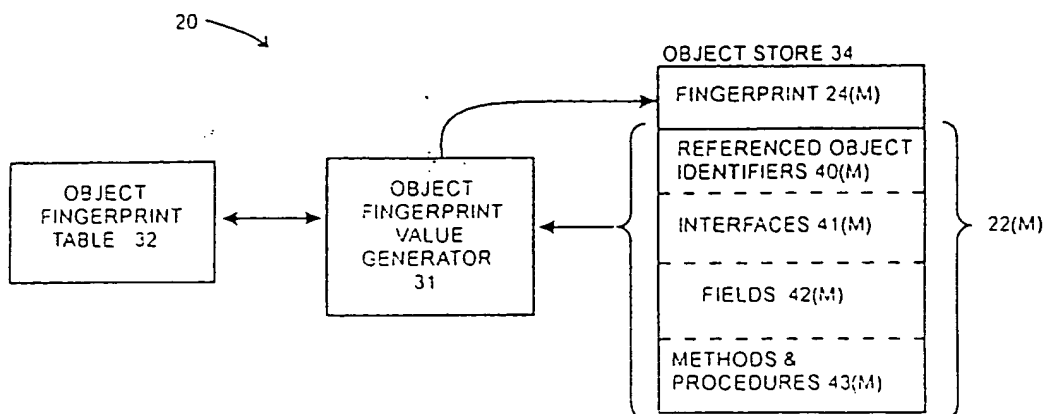 20
OBJECT STORE 34
FINGERPRINT 24(M)
REFERENCED OBJECT
IDENTIFIERS 40(M)
INTERFACES 41(M)
FIELDS 42(M)
METHODS &
PROCEDURES 43(M)
22(M)
OBJECT
FINGERPRINT
VALUE
GENERATOR
31
OBJECT
FINGERPRINT
TABLE 32